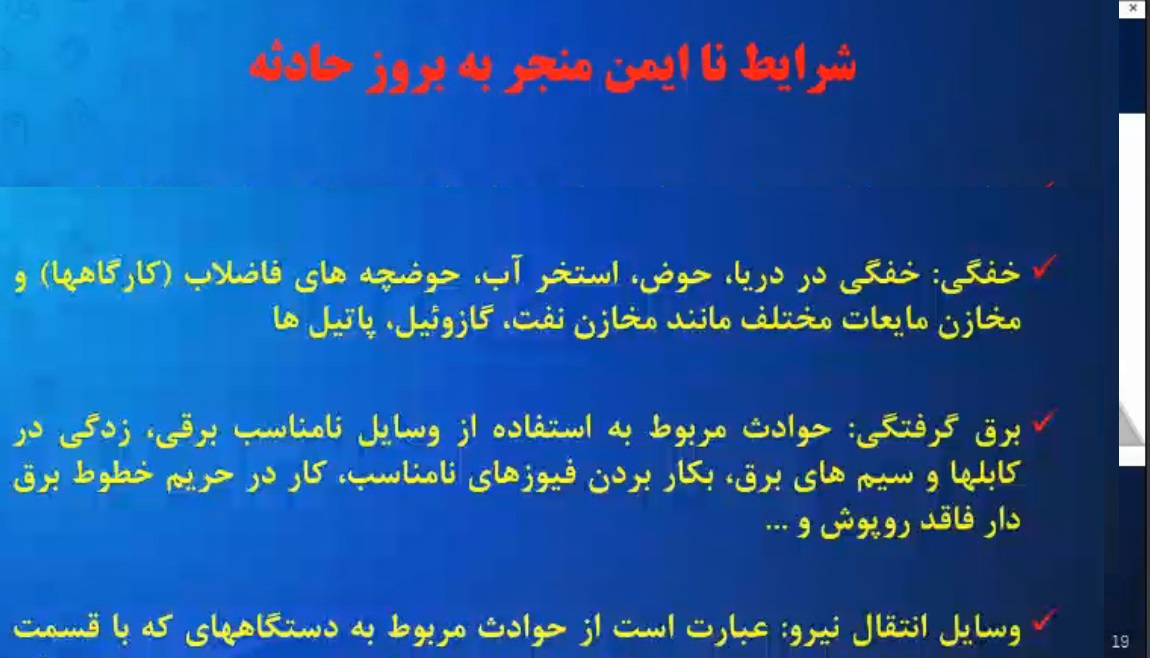 شرایط نا ایمن منجر به بروز حادثه
خفگی: خفگی در دریا، حوض، استخر آب، حوضچه های فاضلاب (کارگاهها) و
مخازن مایعات مختلف مانند مخازن نفت، گازوئیل، پاتیل ها
برق گرفتگی: حوادث مربوط به استفاده از وسایل نامناسب برقی، زدگی در
کابلها و سیم های برق، بکار بردن فیوزهای نامناسب، کار در حریم خطوط برق
دار فاقد روپوش و ...
وسایل انتقال نیرو: عبارت است از حوادث مربوط به دستگاههای که با قسمت
19